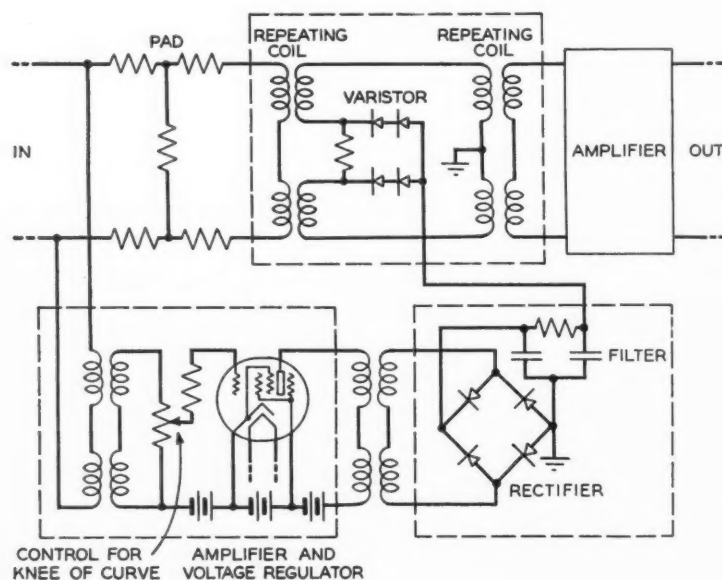 PAD
REPEATING
COIL
REPEATING
COIL
VARISTOR
IN
AMPLIFIER
OUT
FILTER
RECTIFIER
CONTROL FOR
KNEE OF CURVE
AMPLIFIER AND
VOLTAGE REGULATOR